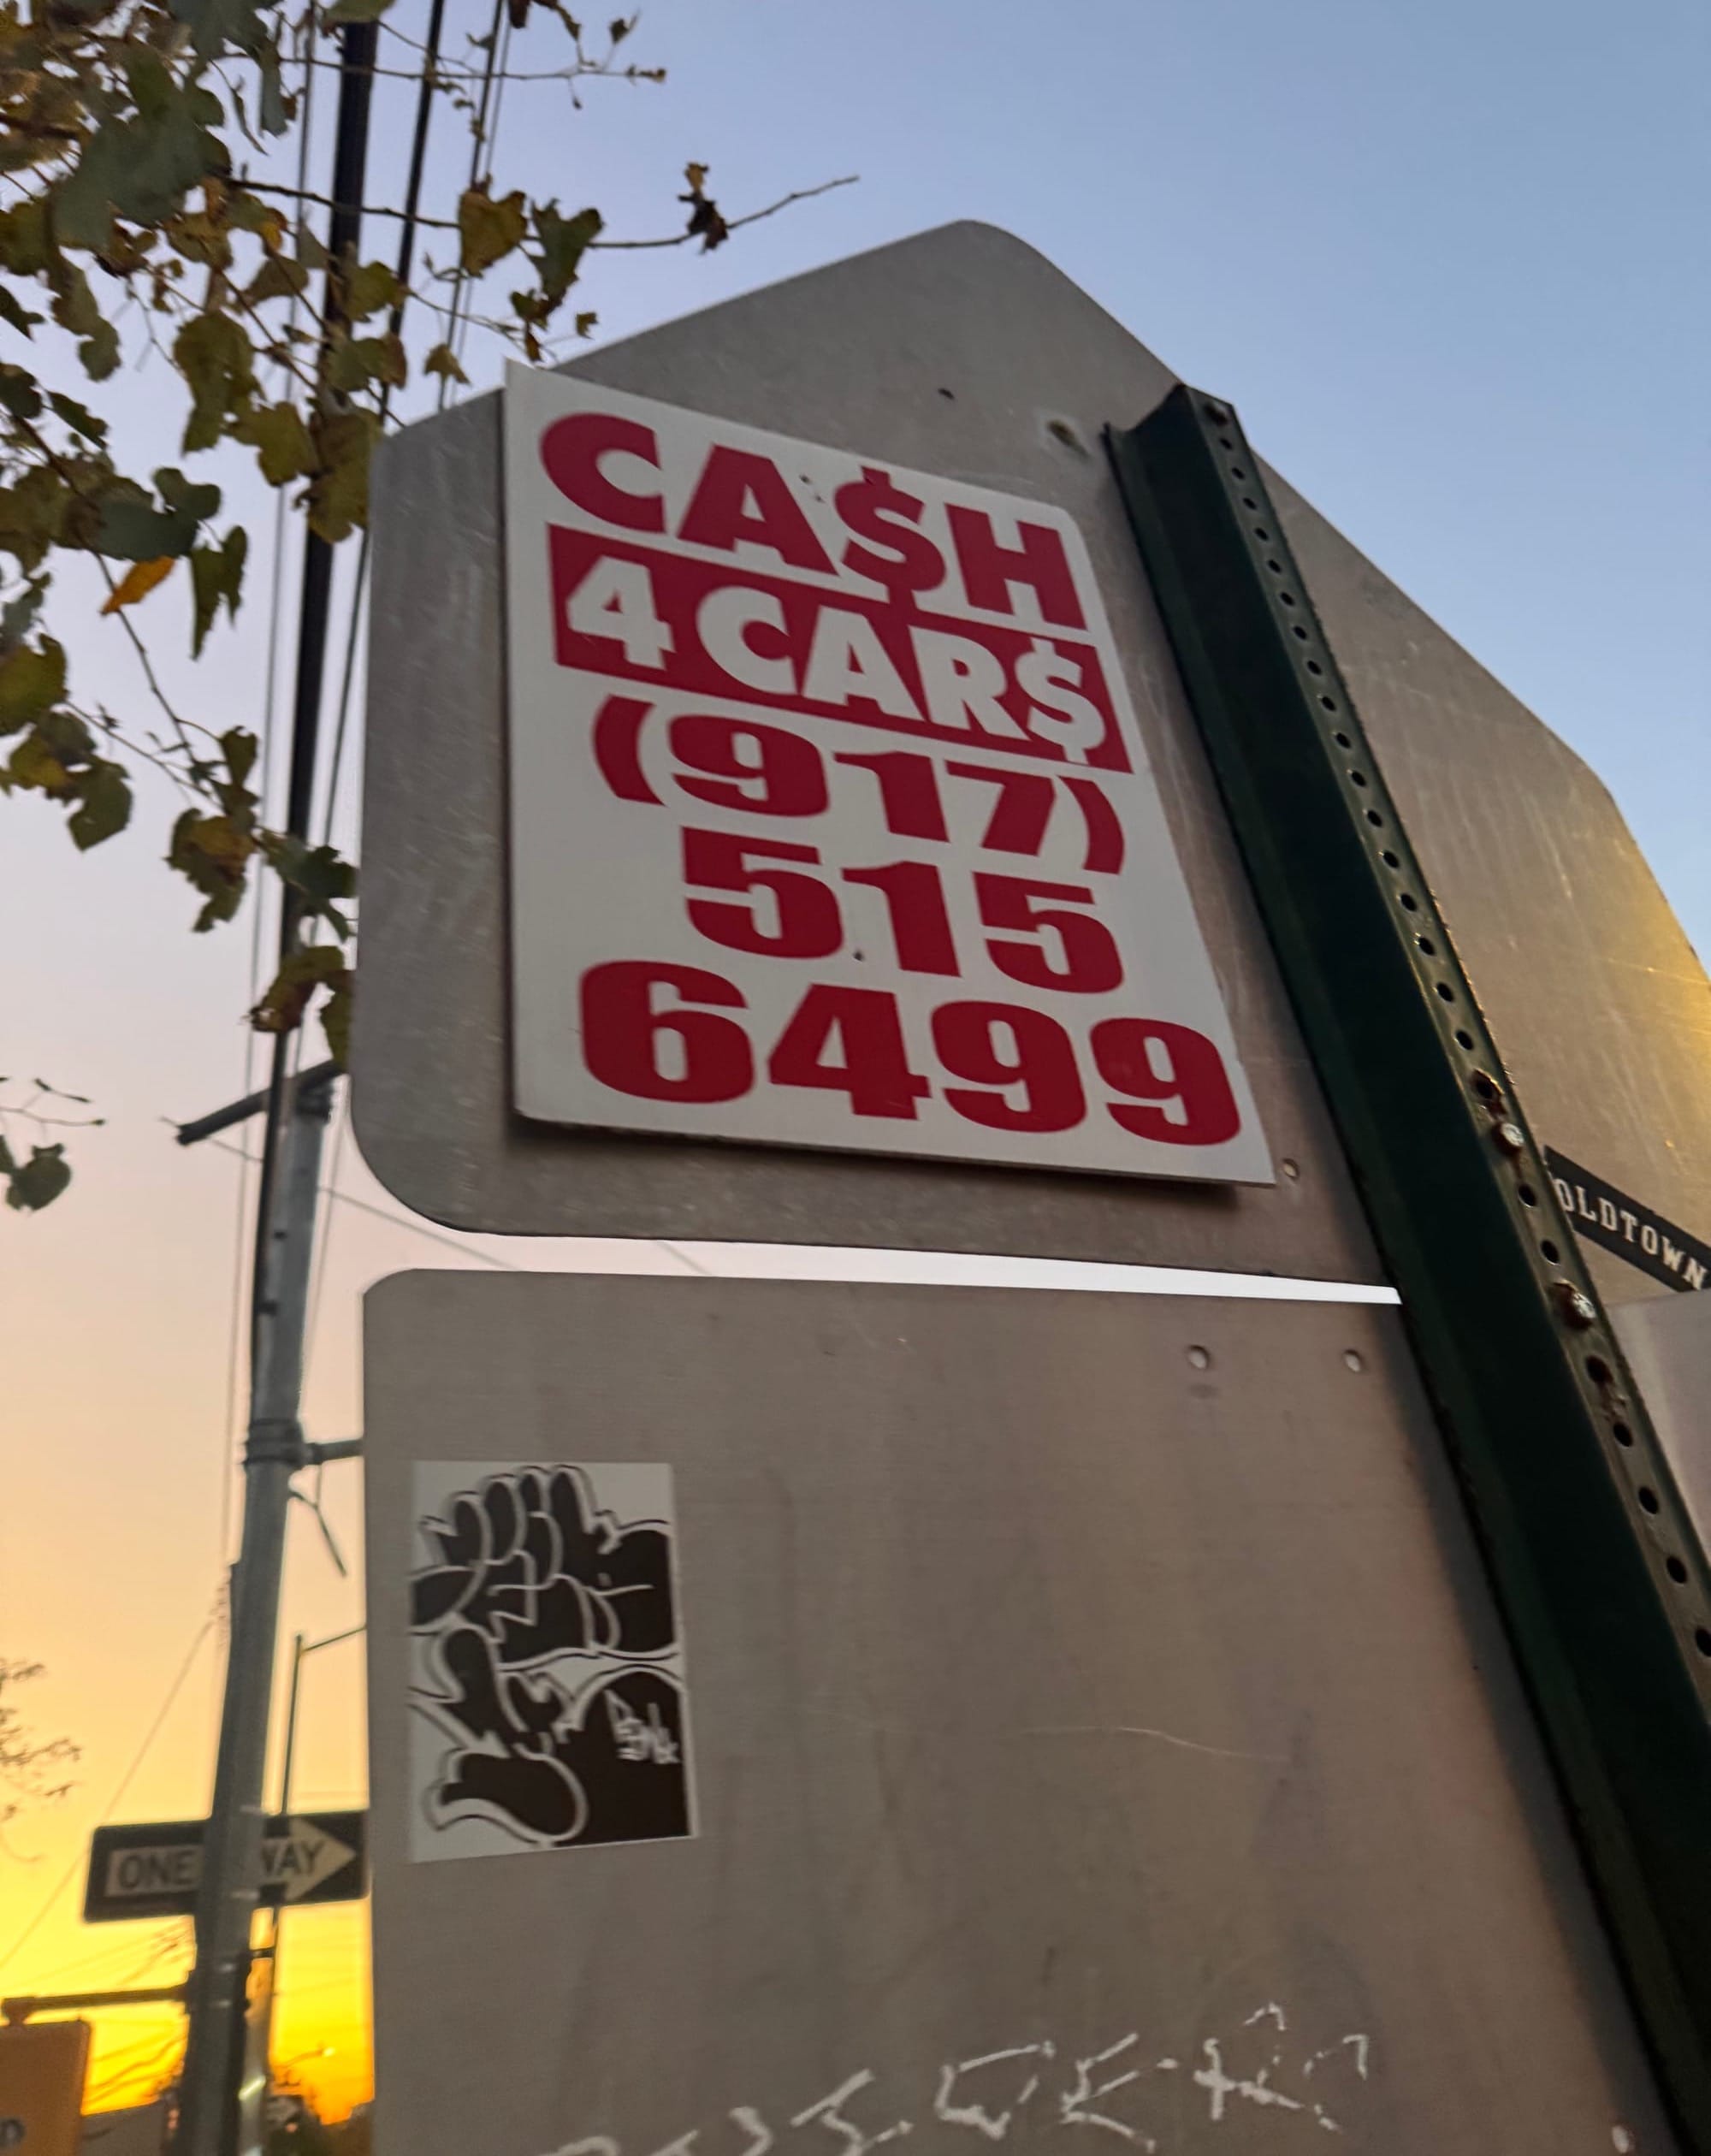 CA$H
4 CAR$
(917)
515
6499
OLDTOWN
ONE WAY